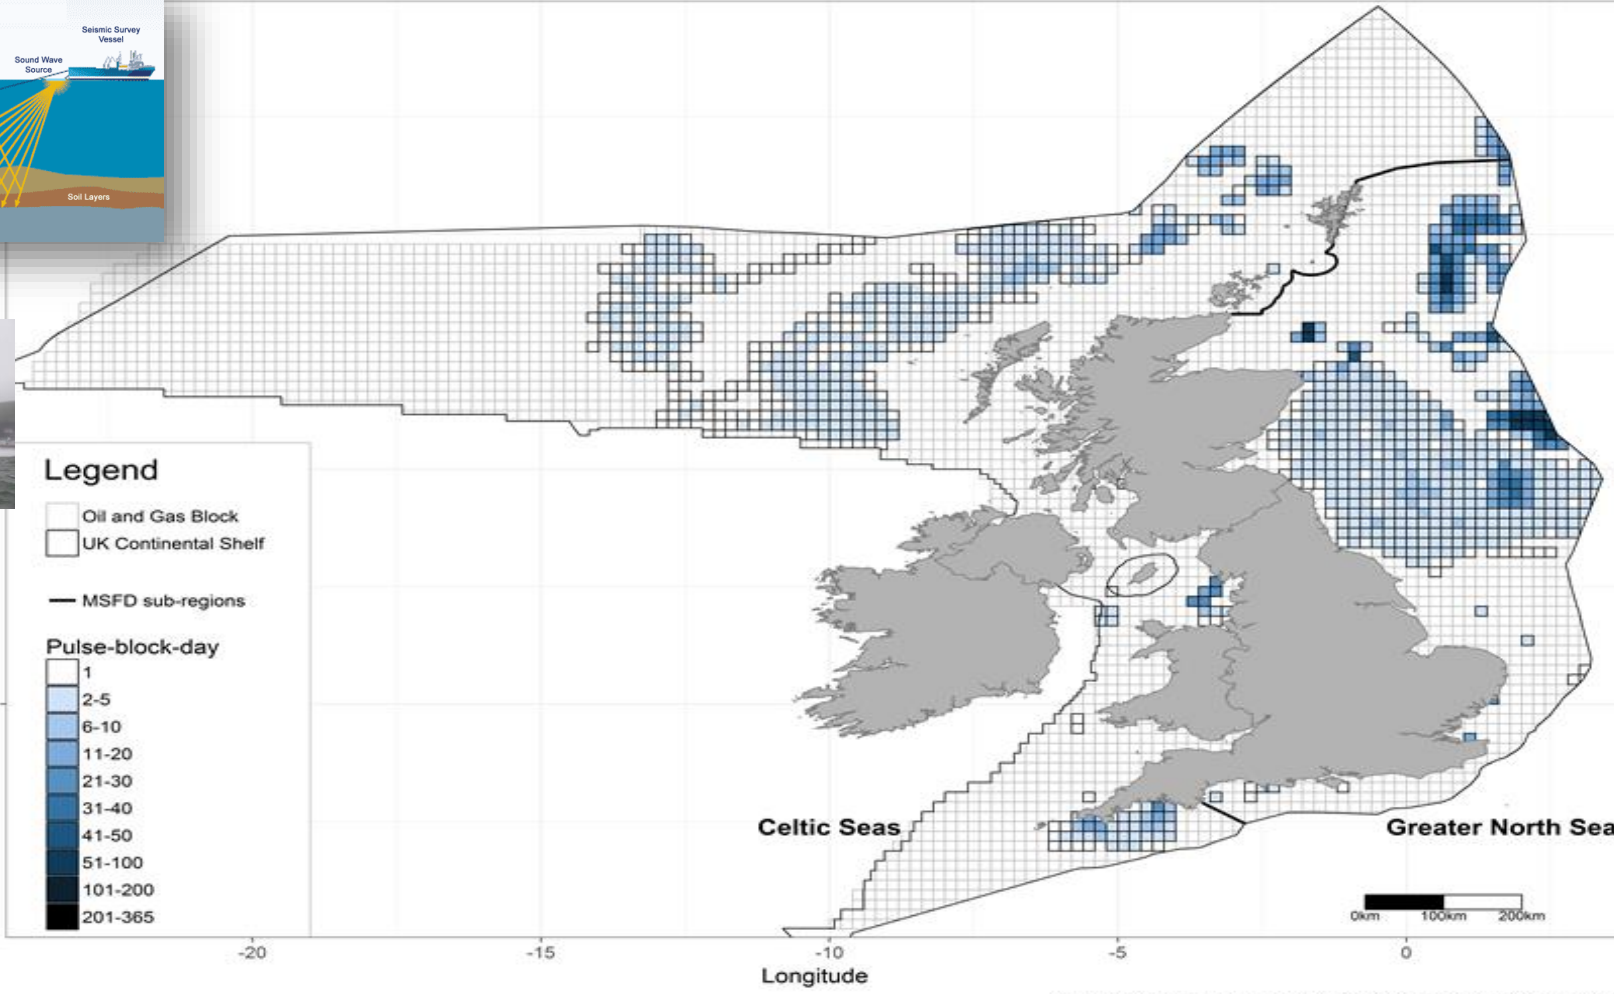 Seismic Survey
Vessel
Sound Wave
Source
Soil Layers
Legend
Oil and Gas Block
UK Continental Shelf
MSFD sub-regions
Pulse-block-day
1
2-5
6-10
11-20
21-30
31-40
41-50
51-100
101-200
201-365
Celtic Seas
Greater North Sea
0km 100km 200km
-20 -15 -10 -5 0
Longitude